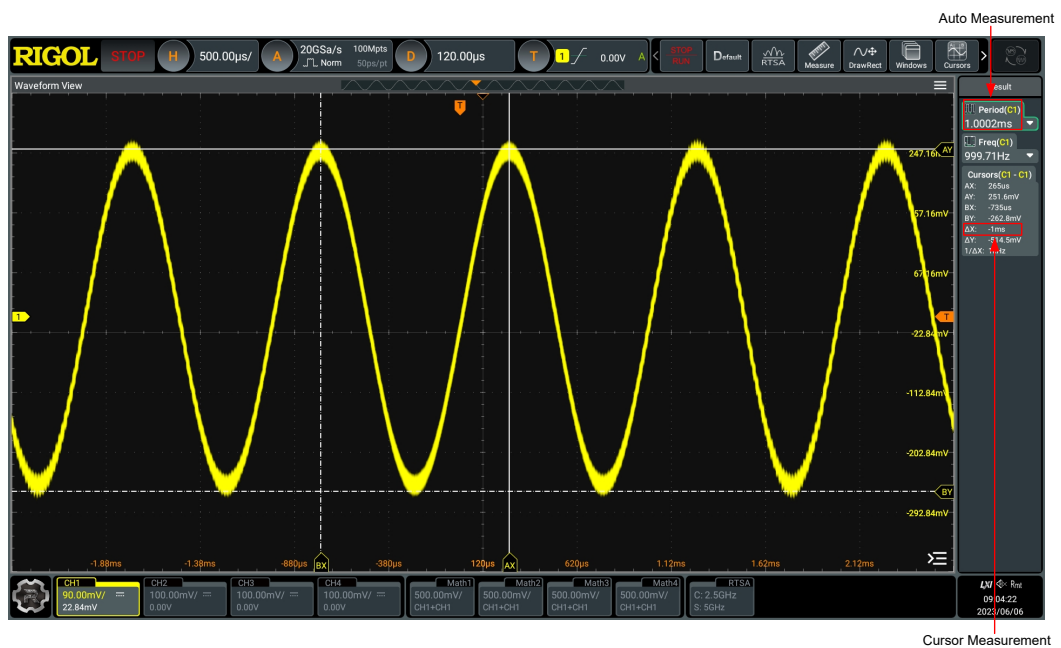 Auto Measurement
RIGOL STOP H 500.00µs/ A 20GSa/s 100Mpts D 120.00µs T 1 0.00V A STOP Default RTSA Measure DrawRect Windows Cursors
Norm 50ps/pt RUN
Waveform View
Period(C1)
1.0002ms
Freq(C1)
999.71Hz
Cursors(C1 - C1)
AX: 265us
AY: 251.6mV
BX: -735us
BY: -262.8mV
ΔX: -1ms
ΔY: -514.5mV
1/ΔX:
AY
67.16mV
-22.84mV
T
1
-112.84mV
-202.84mV
BY
-292.84mV
-1.88ms -1.38ms -880µs BX -380µs 120µs AX 620µs 1.12ms 1.62ms 2.12ms
CH1 CH2 CH3 CH4 Math1 Math2 Math3 Math4 RTSA
90.00mV/ 100.00mV/ 100.00mV/ 100.00mV/ 500.00mV/ 500.00mV/ 500.00mV/ 500.00mV/ C: 2.5GHz
22.84mV 0.00V 0.00V 0.00V CH1+CH1 CH1+CH1 CH1+CH1 CH1+CH1 S: 5GHz
LXI Rmt
09:04:22
2023/06/06
Cursor Measurement